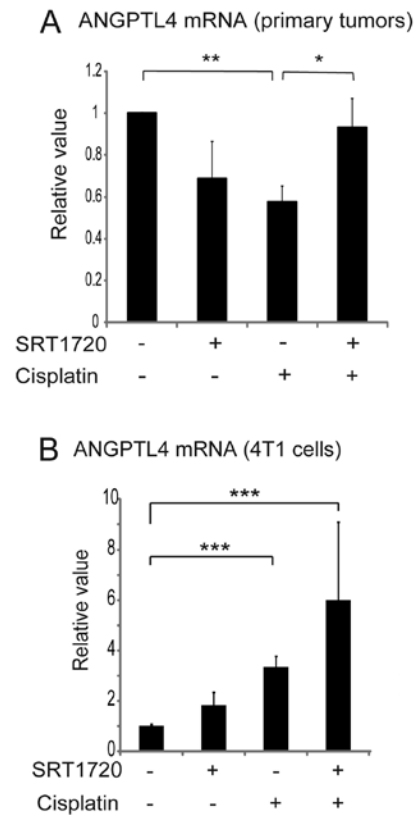 A ANGPTL4 mRNA (primary tumors)
** *
1.2
1
0.8
0.6
0.4
0.2
0
Relative value
SRT1720 - + - +
Cisplatin - - + +
B ANGPTL4 mRNA (4T1 cells)
***
***
10
8
6
4
2
0
Relative value
SRT1720 - + - +
Cisplatin - - + +